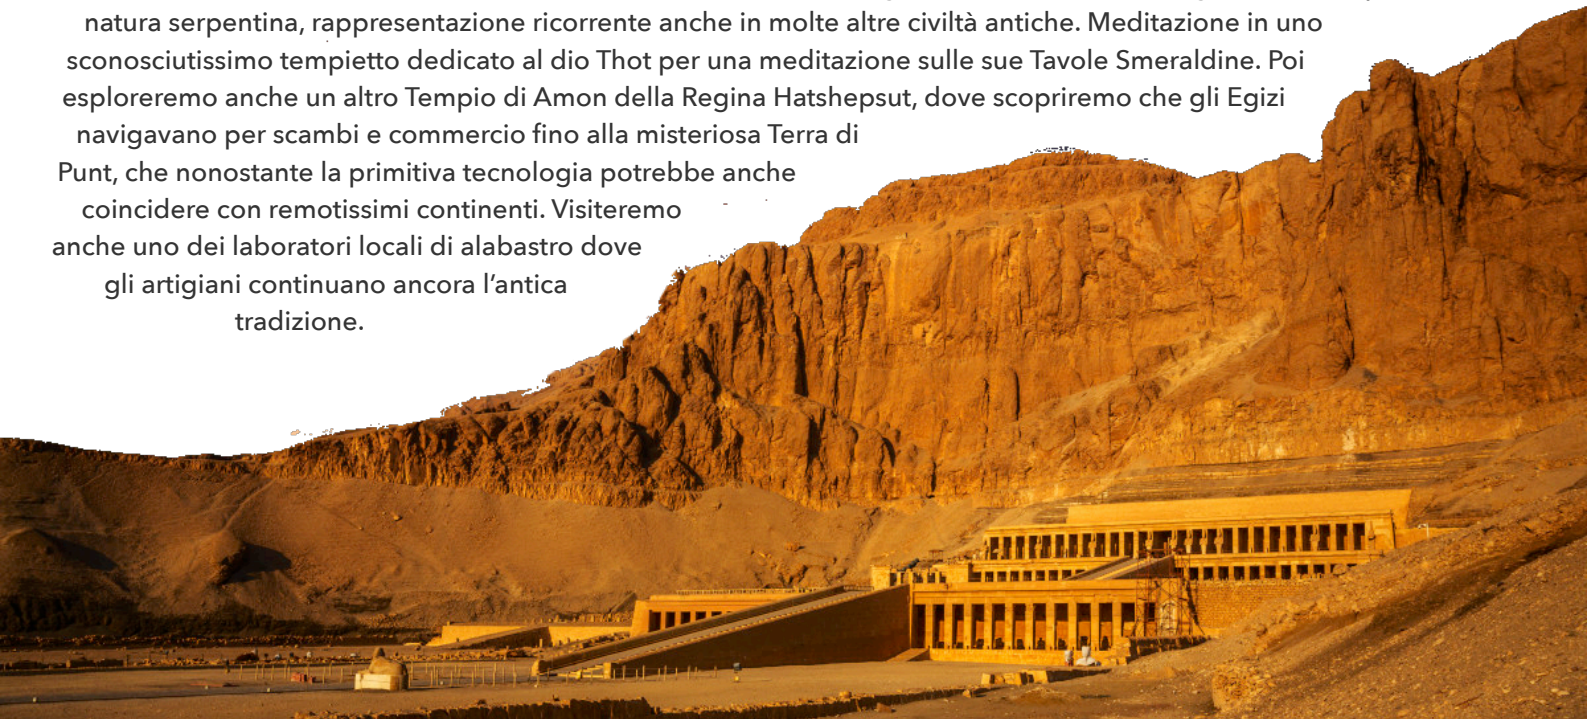 natura serpentina, rappresentazione ricorrente anche in molte altre civiltà antiche. Meditazione in uno
sconosciutissimo tempietto dedicato al dio Thot per una meditazione sulle sue Tavole Smeraldine. Poi
esploreremo anche un altro Tempio di Amon della Regina Hatshepsut, dove scopriremo che gli Egizi
navigavano per scambi e commercio fino alla misteriosa Terra di
Punt, che nonostante la primitiva tecnologia potrebbe anche
coincidere con remotissimi continenti. Visiteremo
anche uno dei laboratori locali di alabastro dove
gli artigiani continuano ancora l’antica
tradizione.